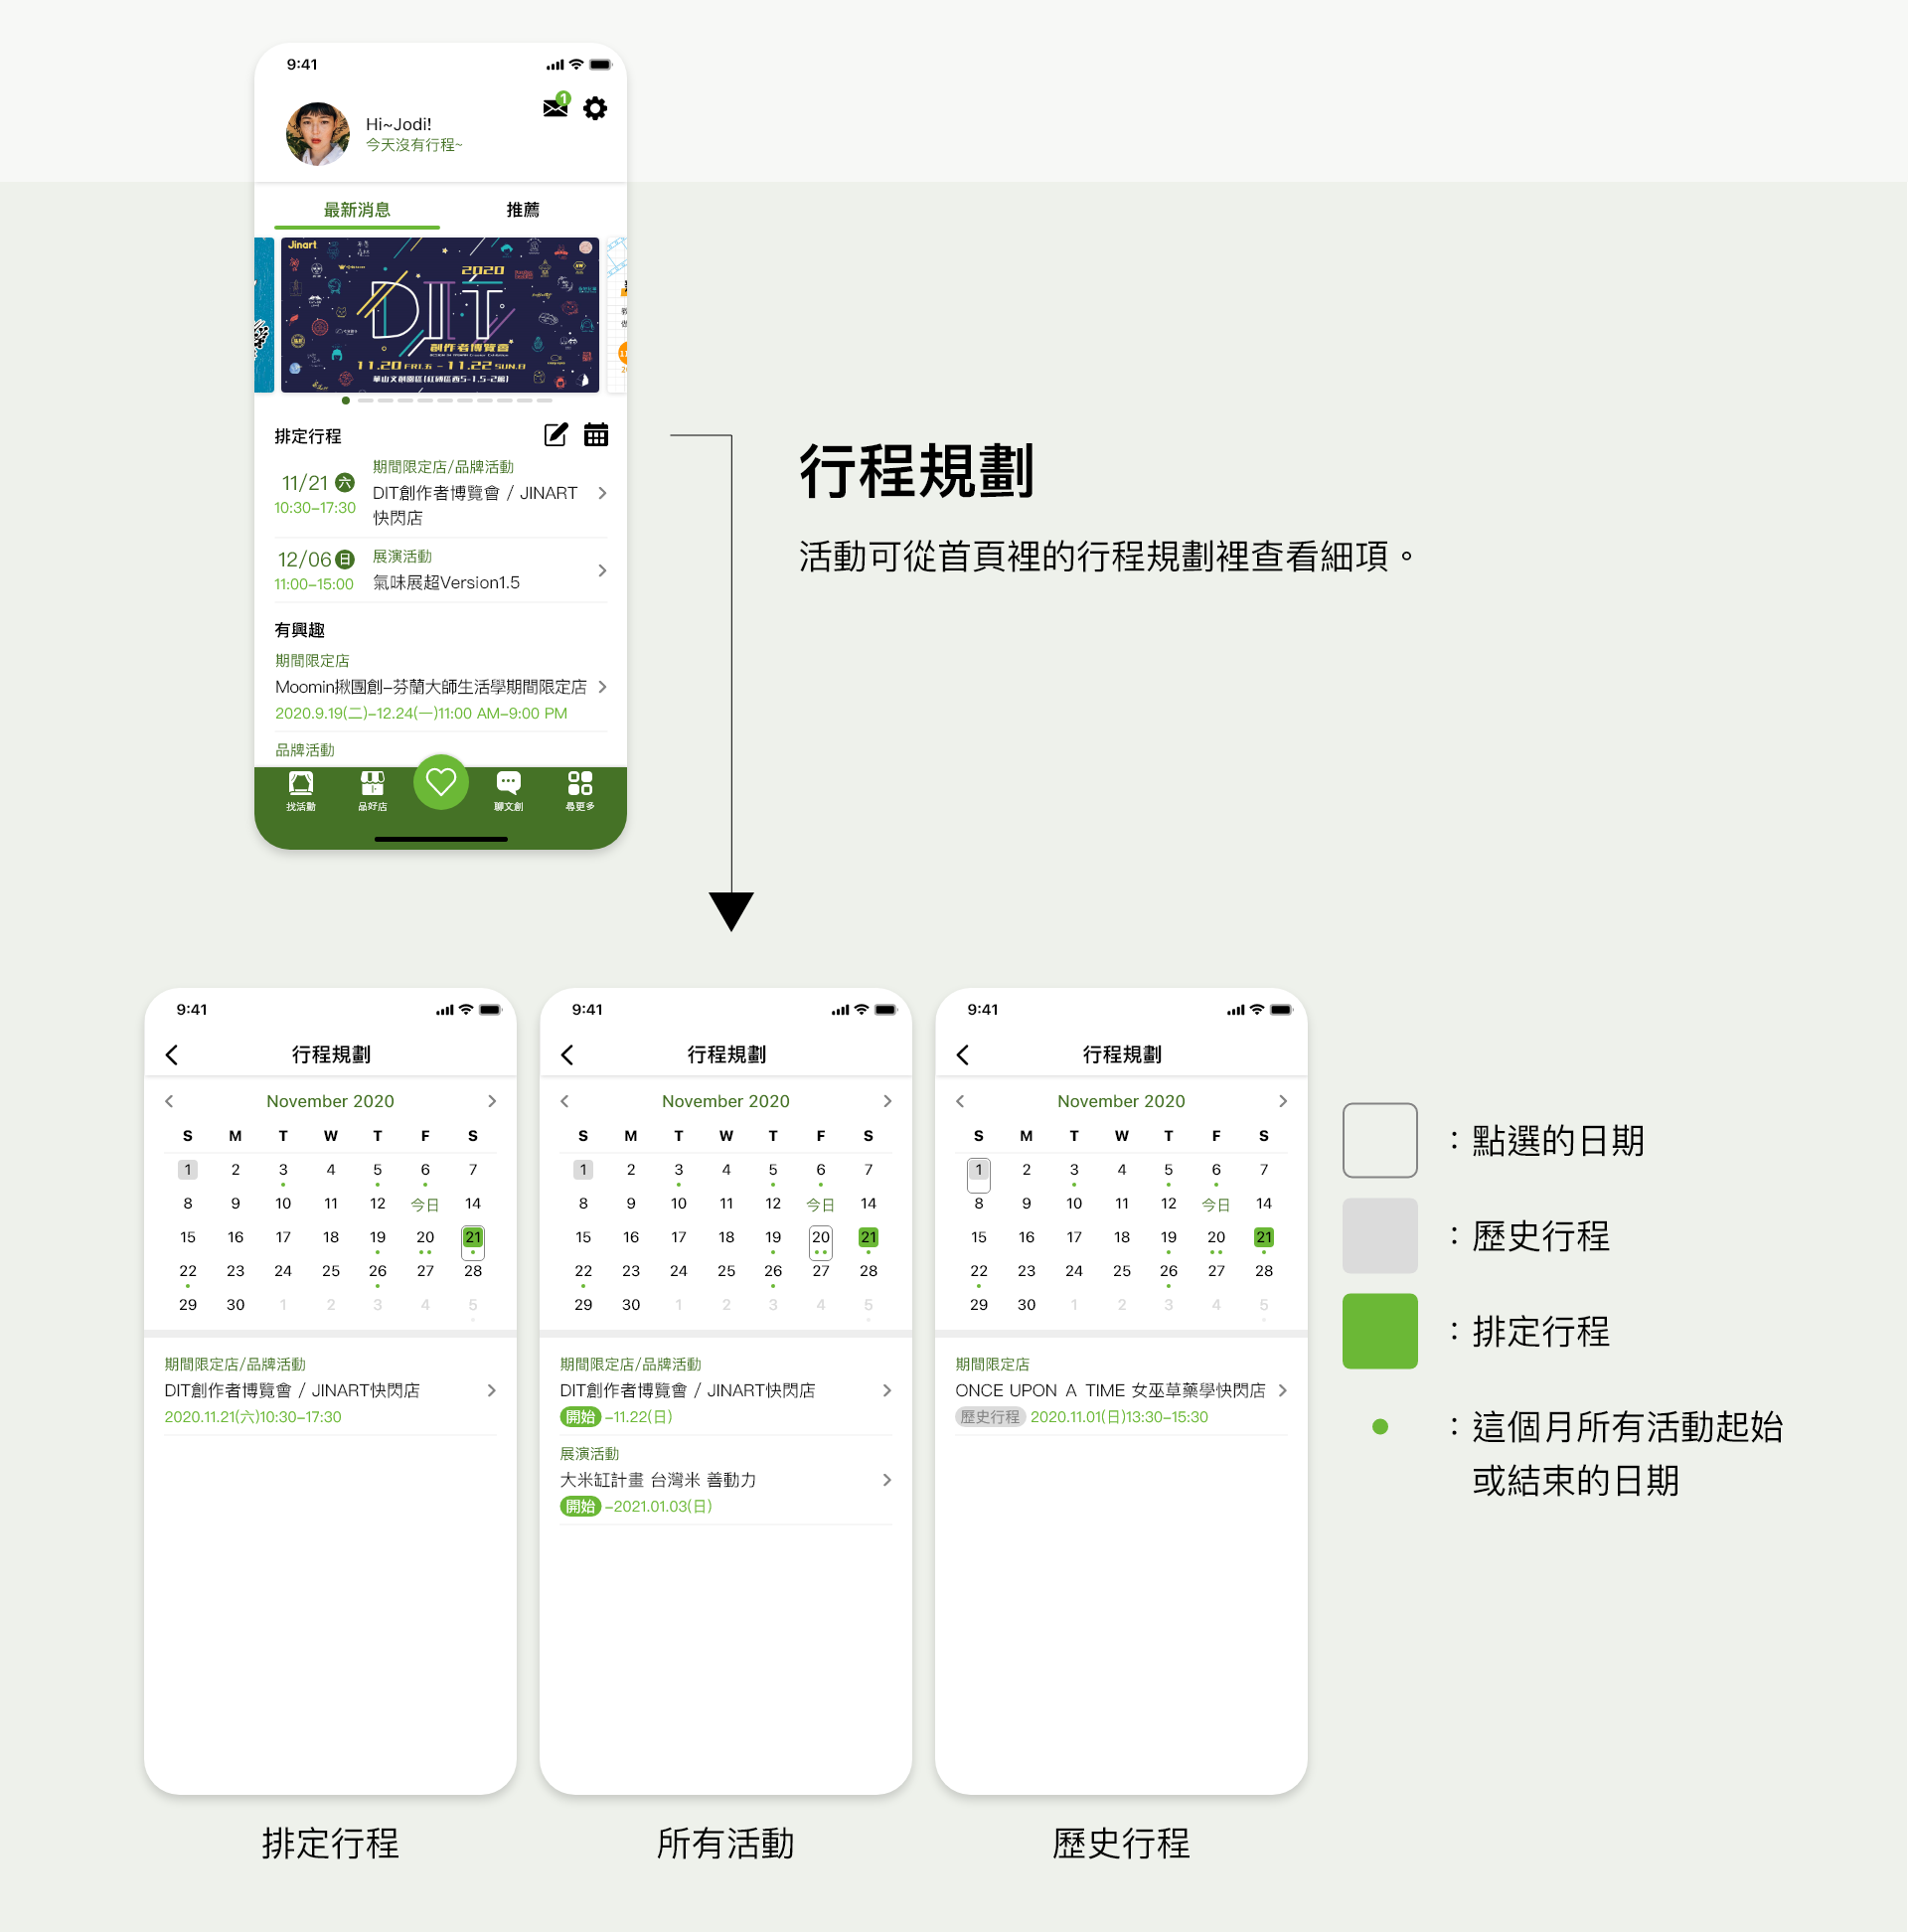 9:41
1
Hi~Jodi!
今天沒有行程~
最新消息
推薦
Jinart
2020
DIT
創作者博覽會
11.20 FRI.五 - 11.22 SUN.日
華山文創園區(紅磚區西5-1.5-2館)
排定行程
11/21 六
10:30-17:30
期間限定店/品牌活動
DIT創作者博覽會 / JINART
快閃店
12/06 日
11:00-15:00
展演活動
氣味展超Version1.5
有興趣
期間限定店
Moomin揪團創-芬蘭大師生活學期間限定店
2020.9.19(二)-12.24(一)11:00 AM-9:00 PM
品牌活動
找活動
品好店
聊文創
尋更多
行程規劃
活動可從首頁裡的行程規劃裡查看細項。
9:41
行程規劃
November 2020
S M T W T F S
1 2 3 4 5 6 7
8 9 10 11 12 今日 14
15 16 17 18 19 20 21
22 23 24 25 26 27 28
29 30 1 2 3 4 5
期間限定店/品牌活動
DIT創作者博覽會 / JINART快閃店
2020.11.21(六)10:30-17:30
排定行程
9:41
行程規劃
November 2020
S M T W T F S
1 2 3 4 5 6 7
8 9 10 11 12 今日 14
15 16 17 18 19 20 21
22 23 24 25 26 27 28
29 30 1 2 3 4 5
期間限定店/品牌活動
DIT創作者博覽會 / JINART快閃店
開始 -11.22(日)
展演活動
大米缸計畫 台灣米 善動力
開始 -2021.01.03(日)
所有活動
9:41
行程規劃
November 2020
S M T W T F S
1 2 3 4 5 6 7
8 9 10 11 12 今日 14
15 16 17 18 19 20 21
22 23 24 25 26 27 28
29 30 1 2 3 4 5
期間限定店
ONCE UPON A TIME 女巫草藥學快閃店
歷史行程 2020.11.01(日)13:30-15:30
歷史行程
：點選的日期
：歷史行程
：排定行程
：這個月所有活動起始
或結束的日期